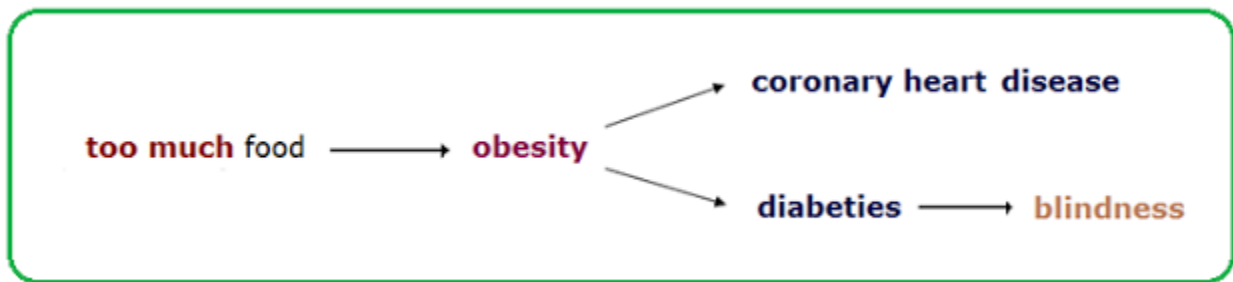 coronary heart disease
too much food obesity
diabeties blindness